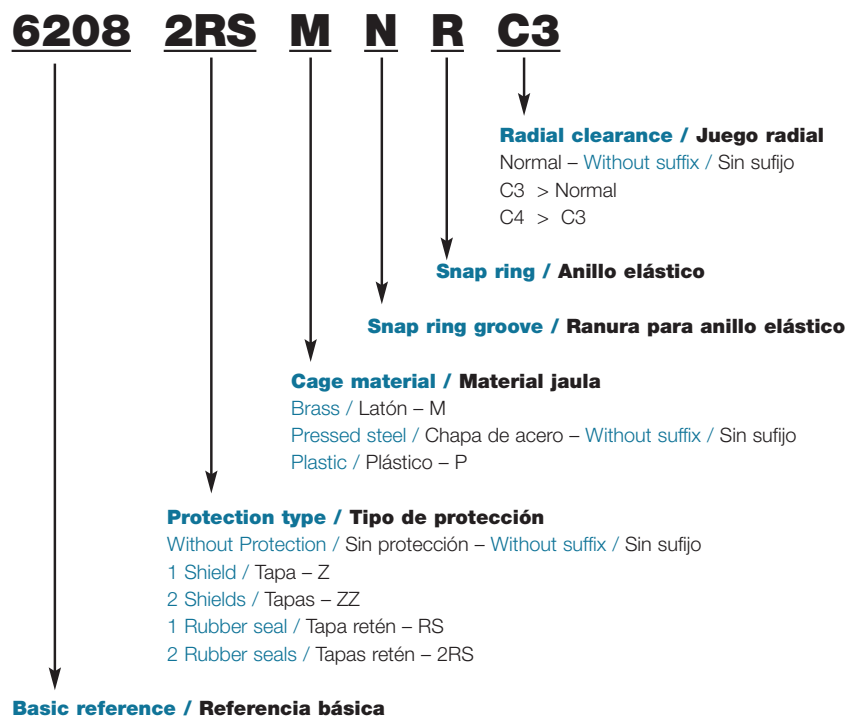 6208 2RS M N R C3
Radial clearance / Juego radial
Normal – Without suffix / Sin sufijo
C3 > Normal
C4 > C3
Snap ring / Anillo elástico
Snap ring groove / Ranura para anillo elástico
Cage material / Material jaula
Brass / Latón – M
Pressed steel / Chapa de acero – Without suffix / Sin sufijo
Plastic / Plástico – P
Protection type / Tipo de protección
Without Protection / Sin protección – Without suffix / Sin sufijo
1 Shield / Tapa – Z
2 Shields / Tapas – ZZ
1 Rubber seal / Tapa retén – RS
2 Rubber seals / Tapas retén – 2RS
Basic reference / Referencia básica